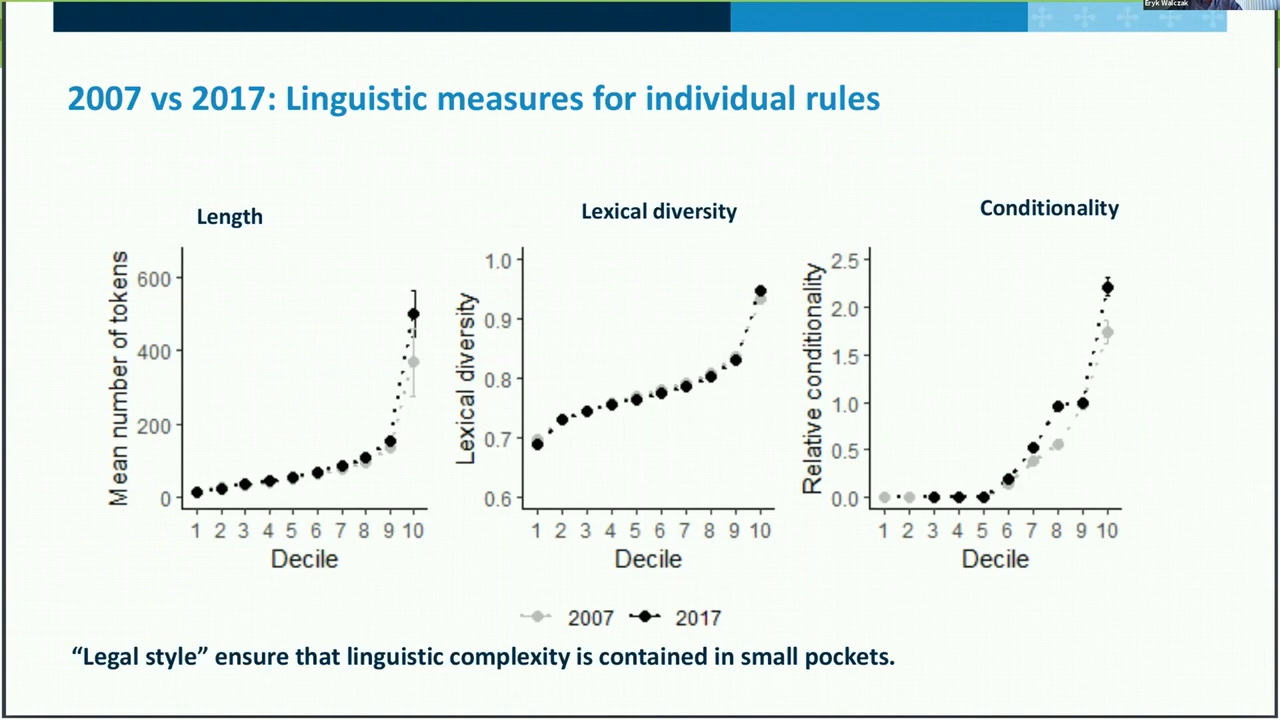 Eryk Walczak
2007 vs 2017: Linguistic measures for individual rules
Length
Mean number of tokens
600
400
200
0
1 2 3 4 5 6 7 8 9 10
Decile
Lexical diversity
Lexical diversity
1.0
0.9
0.8
0.7
0.6
1 2 3 4 5 6 7 8 9 10
Decile
Conditionality
Relative conditionality
2.5
2.0
1.5
1.0
0.5
0.0
1 2 3 4 5 6 7 8 9 10
Decile
2007 2017
“Legal style” ensure that linguistic complexity is contained in small pockets.